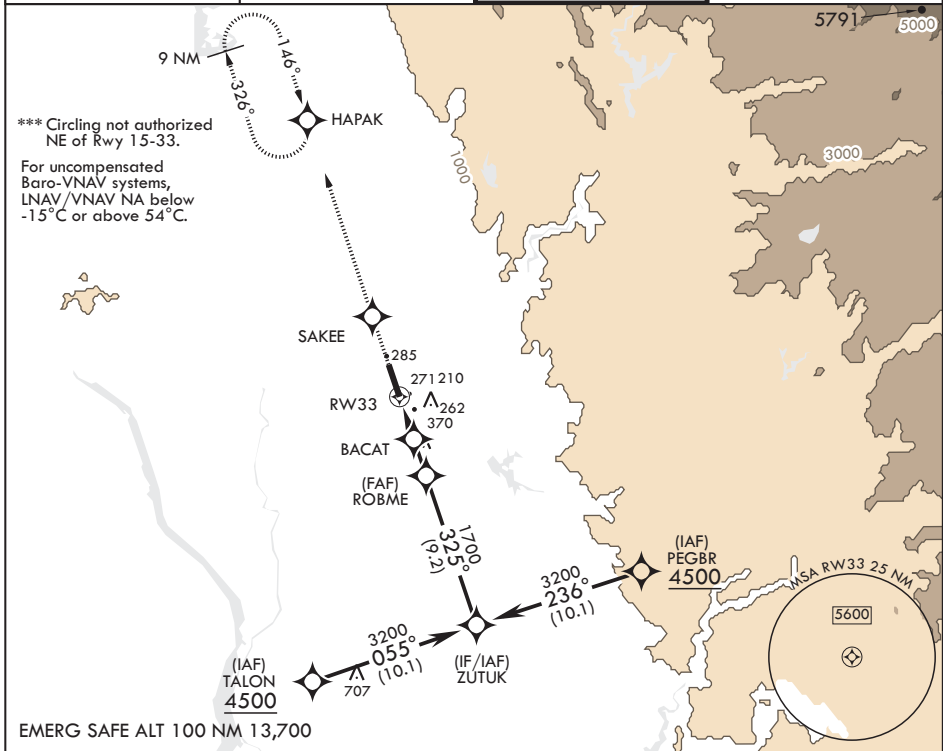 5791
5000
9 NM
146°
326°
HAPAK
*** Circling not authorized
NE of Rwy 15-33.
For uncompensated
Baro-VNAV systems,
LNAV/VNAV NA below
-15°C or above 54°C.
1000
3000
SAKEE
285
RW33
271
210
262
370
BACAT
(FAF)
ROBME
1700
325°
(9.2)
(IAF)
PEGBR
4500
3200
236°
(10.1)
MSA RW33 25 NM
5600
3200
055°
(10.1)
(IF/IAF)
ZUTUK
(IAF)
TALON
4500
707
EMERG SAFE ALT 100 NM 13,700